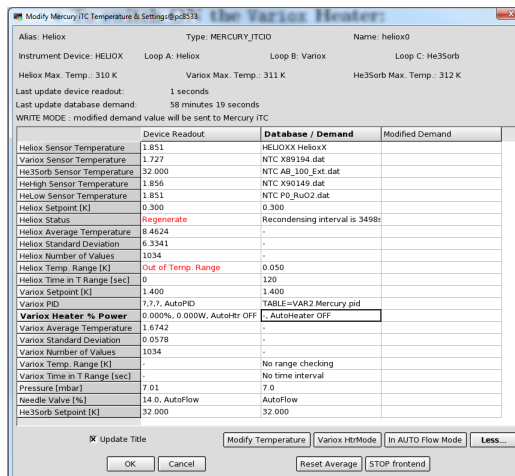 Modify Mercury iTC Temperature & Settings@pc8533
ON the Variox Heater:
Alias: Heliox Type: MERCURY_ITCIO Name: heliox0
Instrument Device: HELIOX Loop A: Heliox Loop B: Variox Loop C: He3Sorb
Heliox Max. Temp.: 310 K Variox Max. Temp.: 311 K He3Sorb Max. Temp.: 312 K
Last update device readout: 1 seconds
Last update database demand: 58 minutes 19 seconds
WRITE MODE : modified demand value will be sent to Mercury iTC
Device Readout Database / Demand Modified Demand
Heliox Sensor Temperature 1.851 HELIOXX HelioxX
Variox Sensor Temperature 1.727 NTC X89194.dat
He3Sorb Sensor Temperature 32.000 NTC AB_100_Ext.dat
HeHigh Sensor Temperature 1.856 NTC X90149.dat
HeLow Sensor Temperature 1.851 NTC P0_RuO2.dat
Heliox Setpoint [K] 0.300 0.300
Heliox Status Regenerate Recondensing interval is 3498s
Heliox Average Temperature 8.4624 -
Heliox Standard Deviation 6.3341 -
Heliox Number of Values 1034 -
Heliox Temp. Range [K] Out of Temp. Range 0.050
Heliox Time in T Range [sec] 0 120
Variox Setpoint [K] 1.400 1.400
Variox PID ?,?,?, AutoPID TABLE=VAR2.Mercury.pid
Variox Heater % Power 0.000%, 0.000W, AutoHtr OFF -, AutoHeater OFF
Variox Average Temperature 1.6742 -
Variox Standard Deviation 0.0578 -
Variox Number of Values 1034 -
Variox Temp. Range [K] - No range checking
Variox Time in T Range [sec] - No time interval
Pressure [mbar] 7.01 7.0
Needle Valve [%] 14.0, AutoFlow AutoFlow
He3Sorb Setpoint [K] 32.000 32.000
Update Title Modify Temperature Variox HtrMode In AUTO Flow Mode Less...
OK Cancel Reset Average STOP frontend